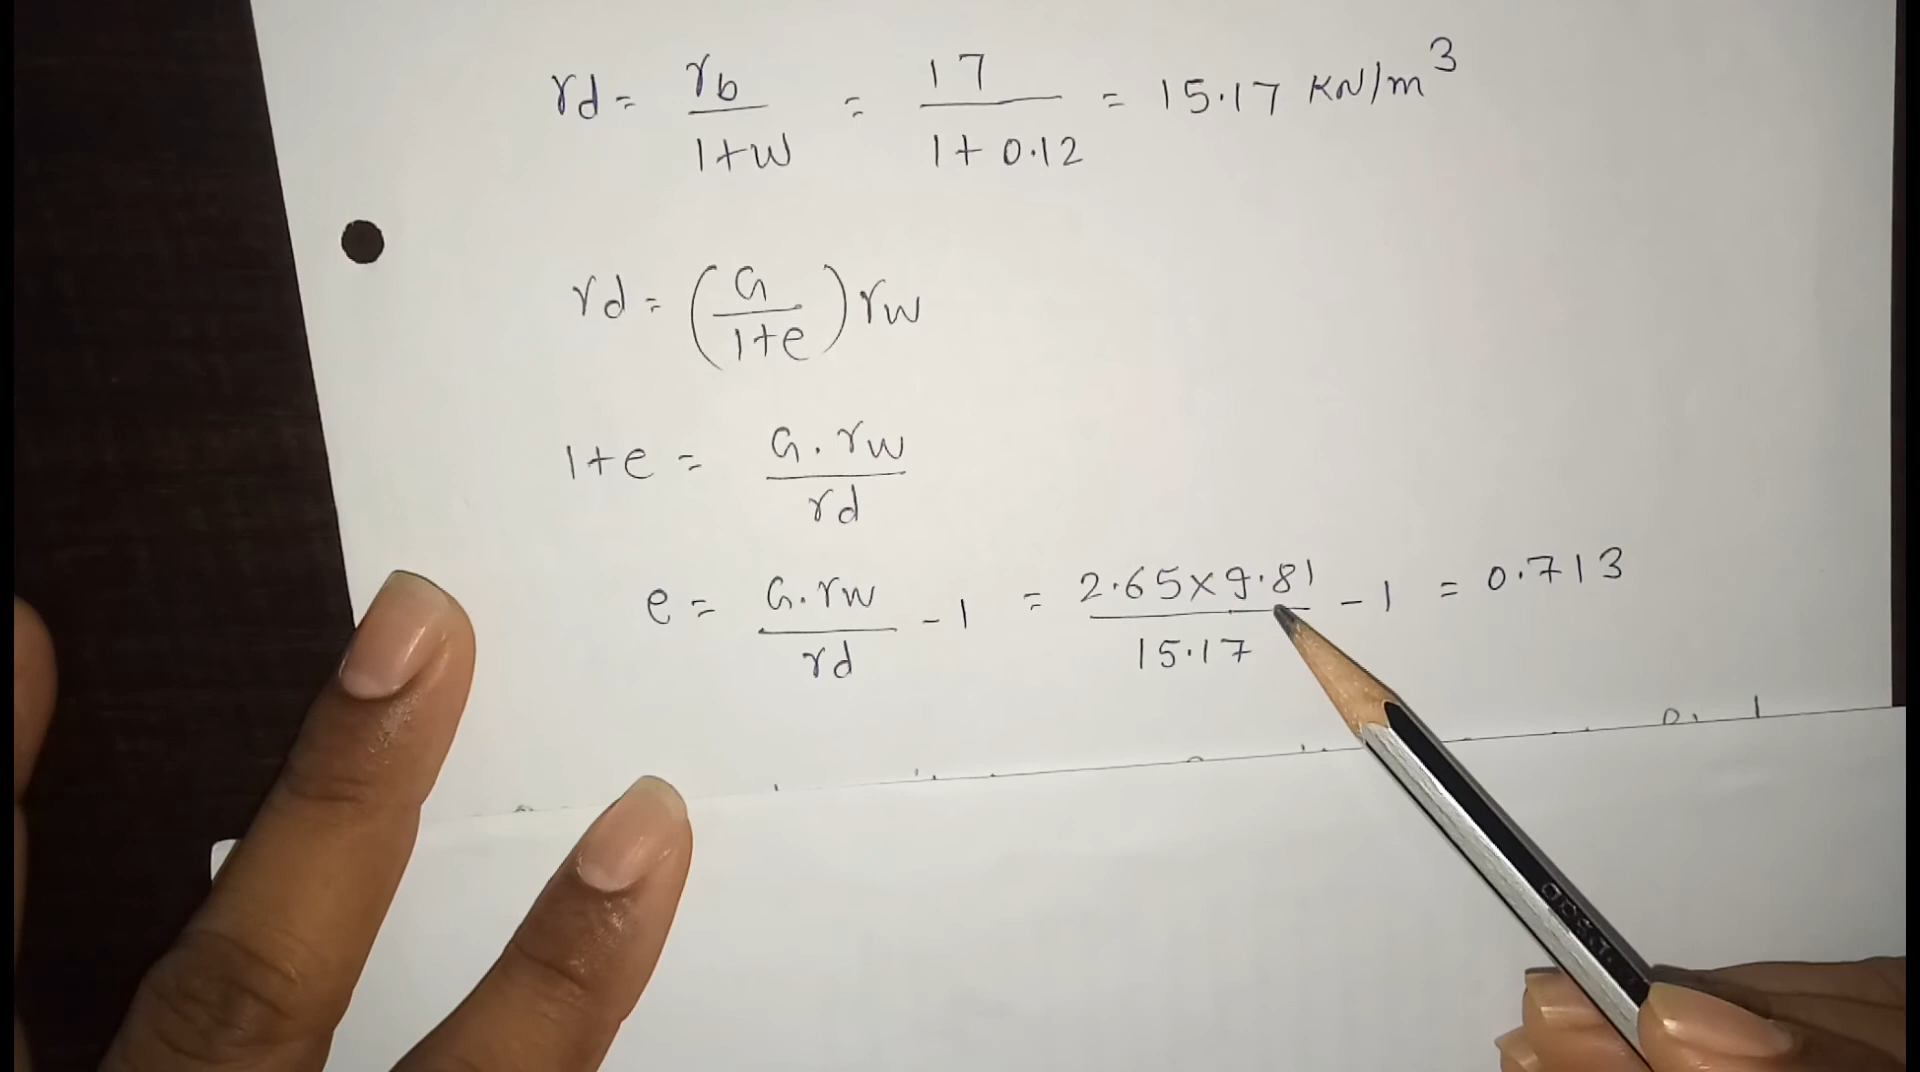 γd = γb / 1+w = 17 / 1+0.12 = 15.17 KN/m³
γd = (G / 1+e) γw
1+e = G.γw / γd
e = G.γw / γd - 1 = 2.65×9.81 / 15.17 - 1 = 0.713